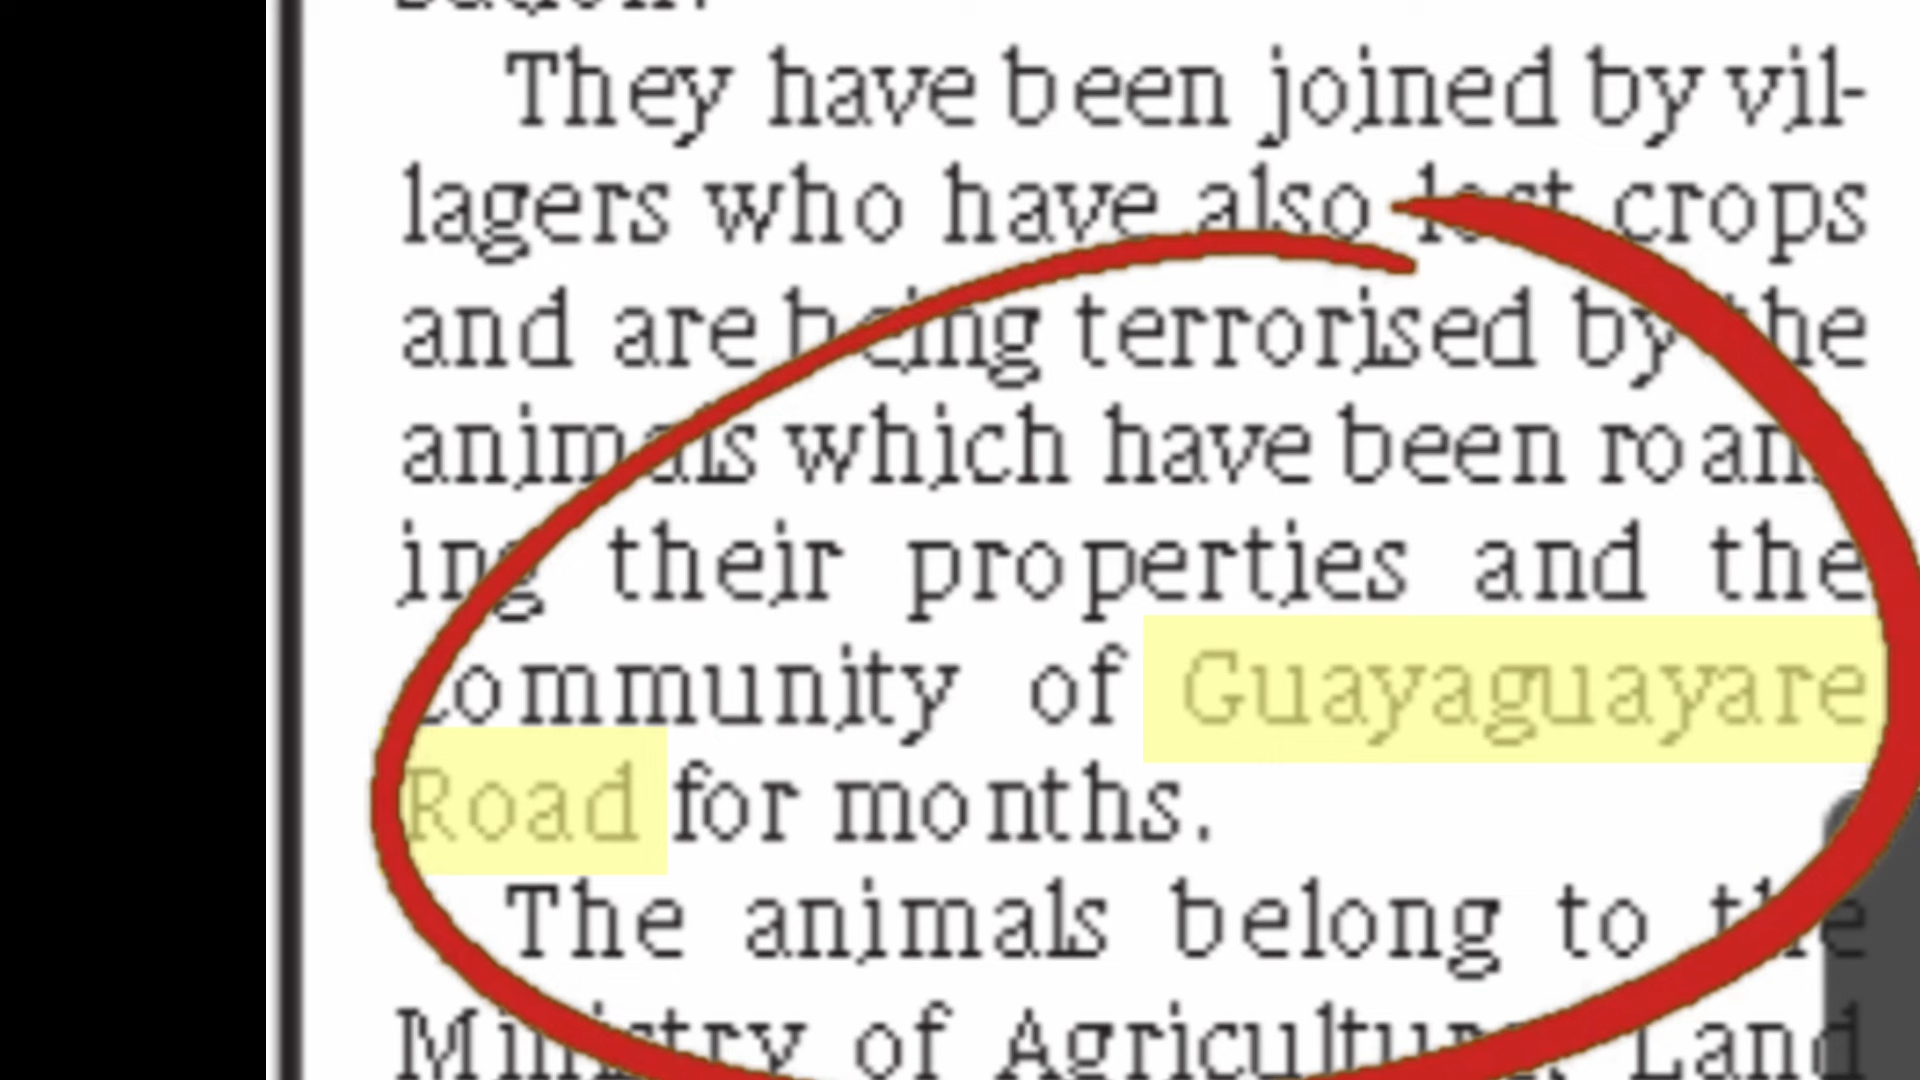 They have been joined by vil-
lagers who have also lost crops
and are being terrorised by the
animals which have been roam-
ing their properties and the
community of Guayaguayare
Road for months.
The animals belong to the
Ministry of Agriculture, Land